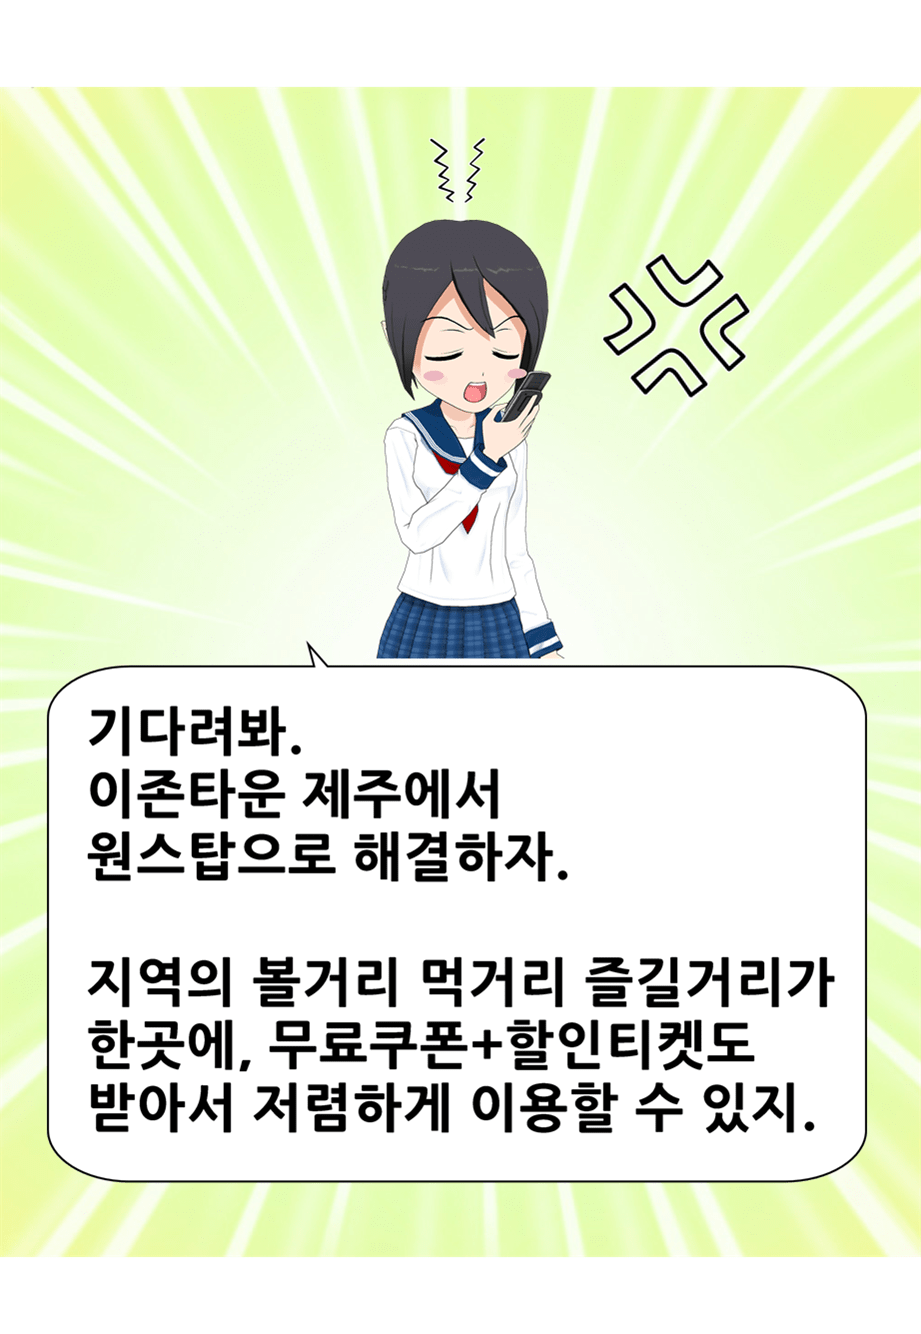 기다려봐.
이존타운 제주에서
원스탑으로 해결하자.
지역의 볼거리 먹거리 즐길거리가
한곳에, 무료쿠폰+할인티켓도
받아서 저렴하게 이용할 수 있지.